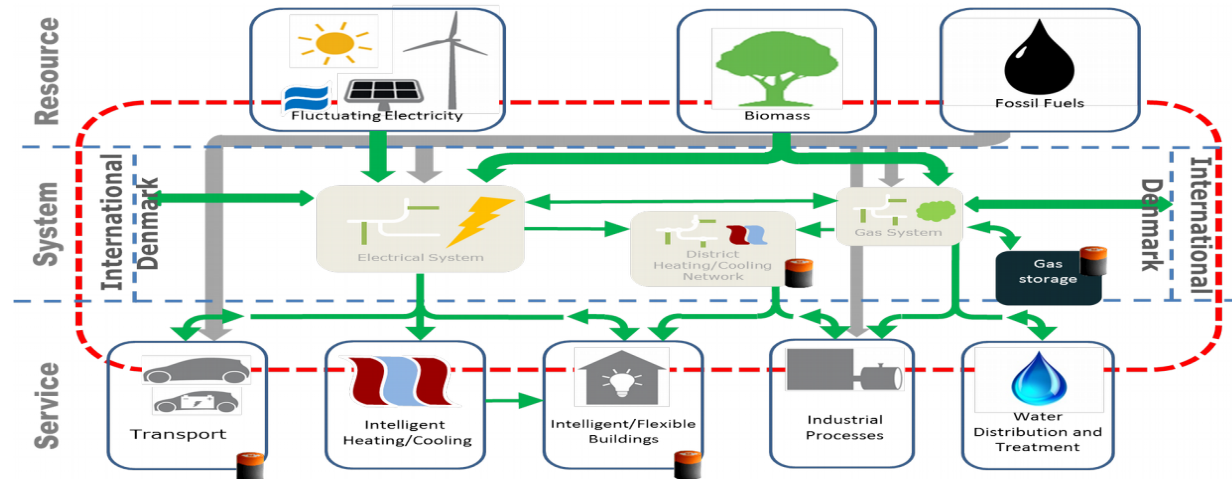 Resource
Fluctuating Electricity
Biomass
Fossil Fuels
System
International
Denmark
Electrical System
District
Heating/Cooling
Network
Gas System
Gas
storage
Denmark
International
Service
Transport
Intelligent
Heating/Cooling
Intelligent/Flexible
Buildings
Industrial
Processes
Water
Distribution and
Treatment